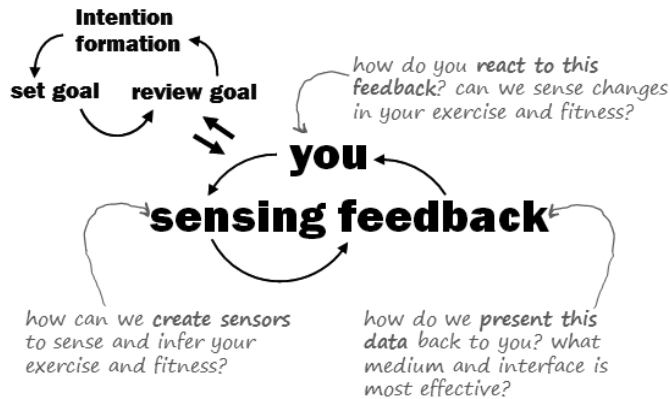 Intention
formation
set goal
review goal
how do you react to this
feedback? can we sense changes
in your exercise and fitness?
you
sensing feedback
how can we create sensors
to sense and infer your
exercise and fitness?
how do we present this
data back to you? what
medium and interface is
most effective?